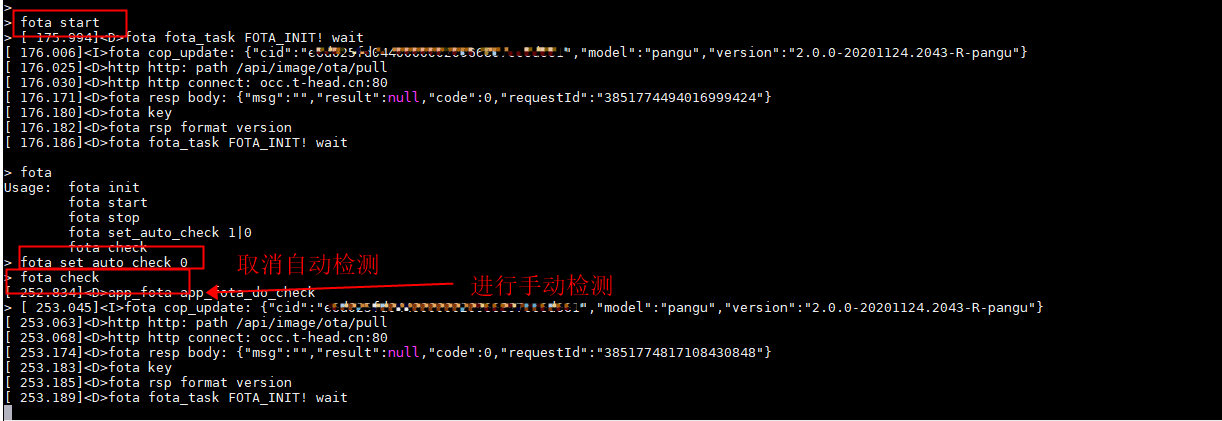 >
> fota start
> [ 175.994]<D>fota fota_task FOTA_INIT! wait
[ 176.006]<I>fota cop_update: {"cid":" ","model":"pangu","version":"2.0.0-20201124.2043-R-pangu"}
[ 176.025]<D>http http: path /api/image/ota/pull
[ 176.030]<D>http http connect: occ.t-head.cn:80
[ 176.171]<D>fota resp body: {"msg":"","result":null,"code":0,"requestId":"3851774494016999424"}
[ 176.180]<D>fota key
[ 176.182]<D>fota rsp format version
[ 176.186]<D>fota fota_task FOTA_INIT! wait
> fota
Usage: fota init
fota start
fota stop
fota set_auto_check 1|0
fota check
> fota set_auto_check 0
取消自动检测
> fota check
进行手动检测
[ 252.834]<D>app_fota app_fota_do_check
> [ 253.045]<I>fota cop_update: {"cid":" ","model":"pangu","version":"2.0.0-20201124.2043-R-pangu"}
[ 253.063]<D>http http: path /api/image/ota/pull
[ 253.068]<D>http http connect: occ.t-head.cn:80
[ 253.174]<D>fota resp body: {"msg":"","result":null,"code":0,"requestId":"3851774817108430848"}
[ 253.183]<D>fota key
[ 253.185]<D>fota rsp format version
[ 253.189]<D>fota fota_task FOTA_INIT! wait